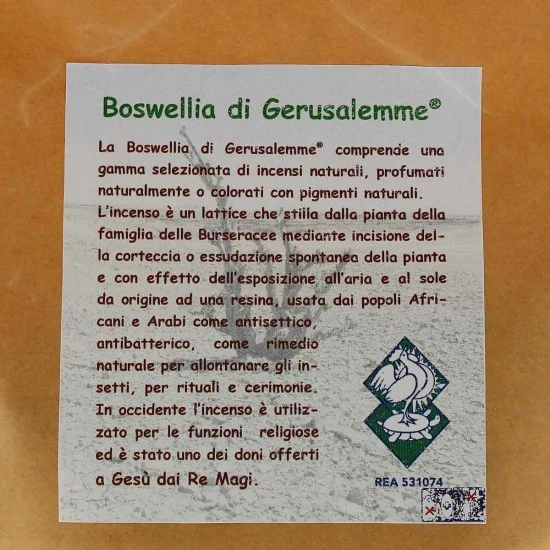 Boswellia di Gerusalemme®
La Boswellia di Gerusalemme® comprende una
gamma selezionata di incensi naturali, profumati
naturalmente o colorati con pigmenti naturali.
L'incenso è un lattice che stilla dalla pianta della
famiglia delle Burseracee mediante incisione del-
la corteccia o essudazione spontanea della pianta
e con effetto dell'esposizione all'aria e al sole
da origine ad una resina, usata dai popoli Afri-
cani e Arabi come antisettico,
antibatterico, come rimedio
naturale per allontanare gli in-
setti, per rituali e cerimonie.
In occidente l'incenso è utiliz-
zato per le funzioni religiose
ed è stato uno dei doni offerti
a Gesù dai Re Magi.
REA 531074